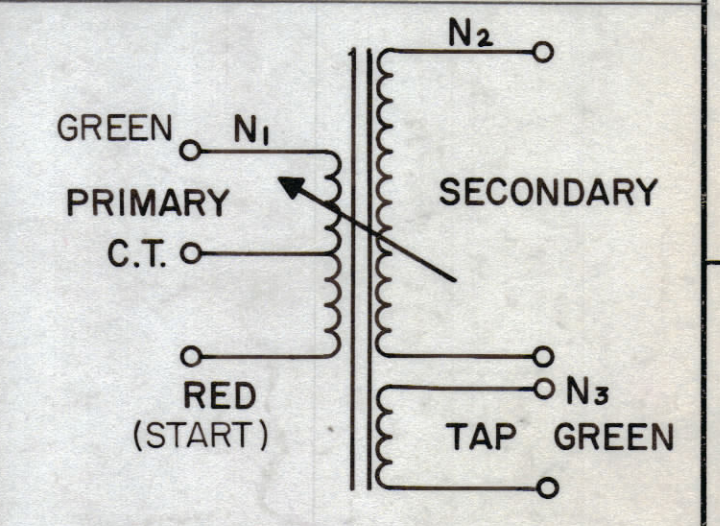 N2
GREEN N1
PRIMARY
SECONDARY
C.T.
RED
N3
(START)
TAP GREEN